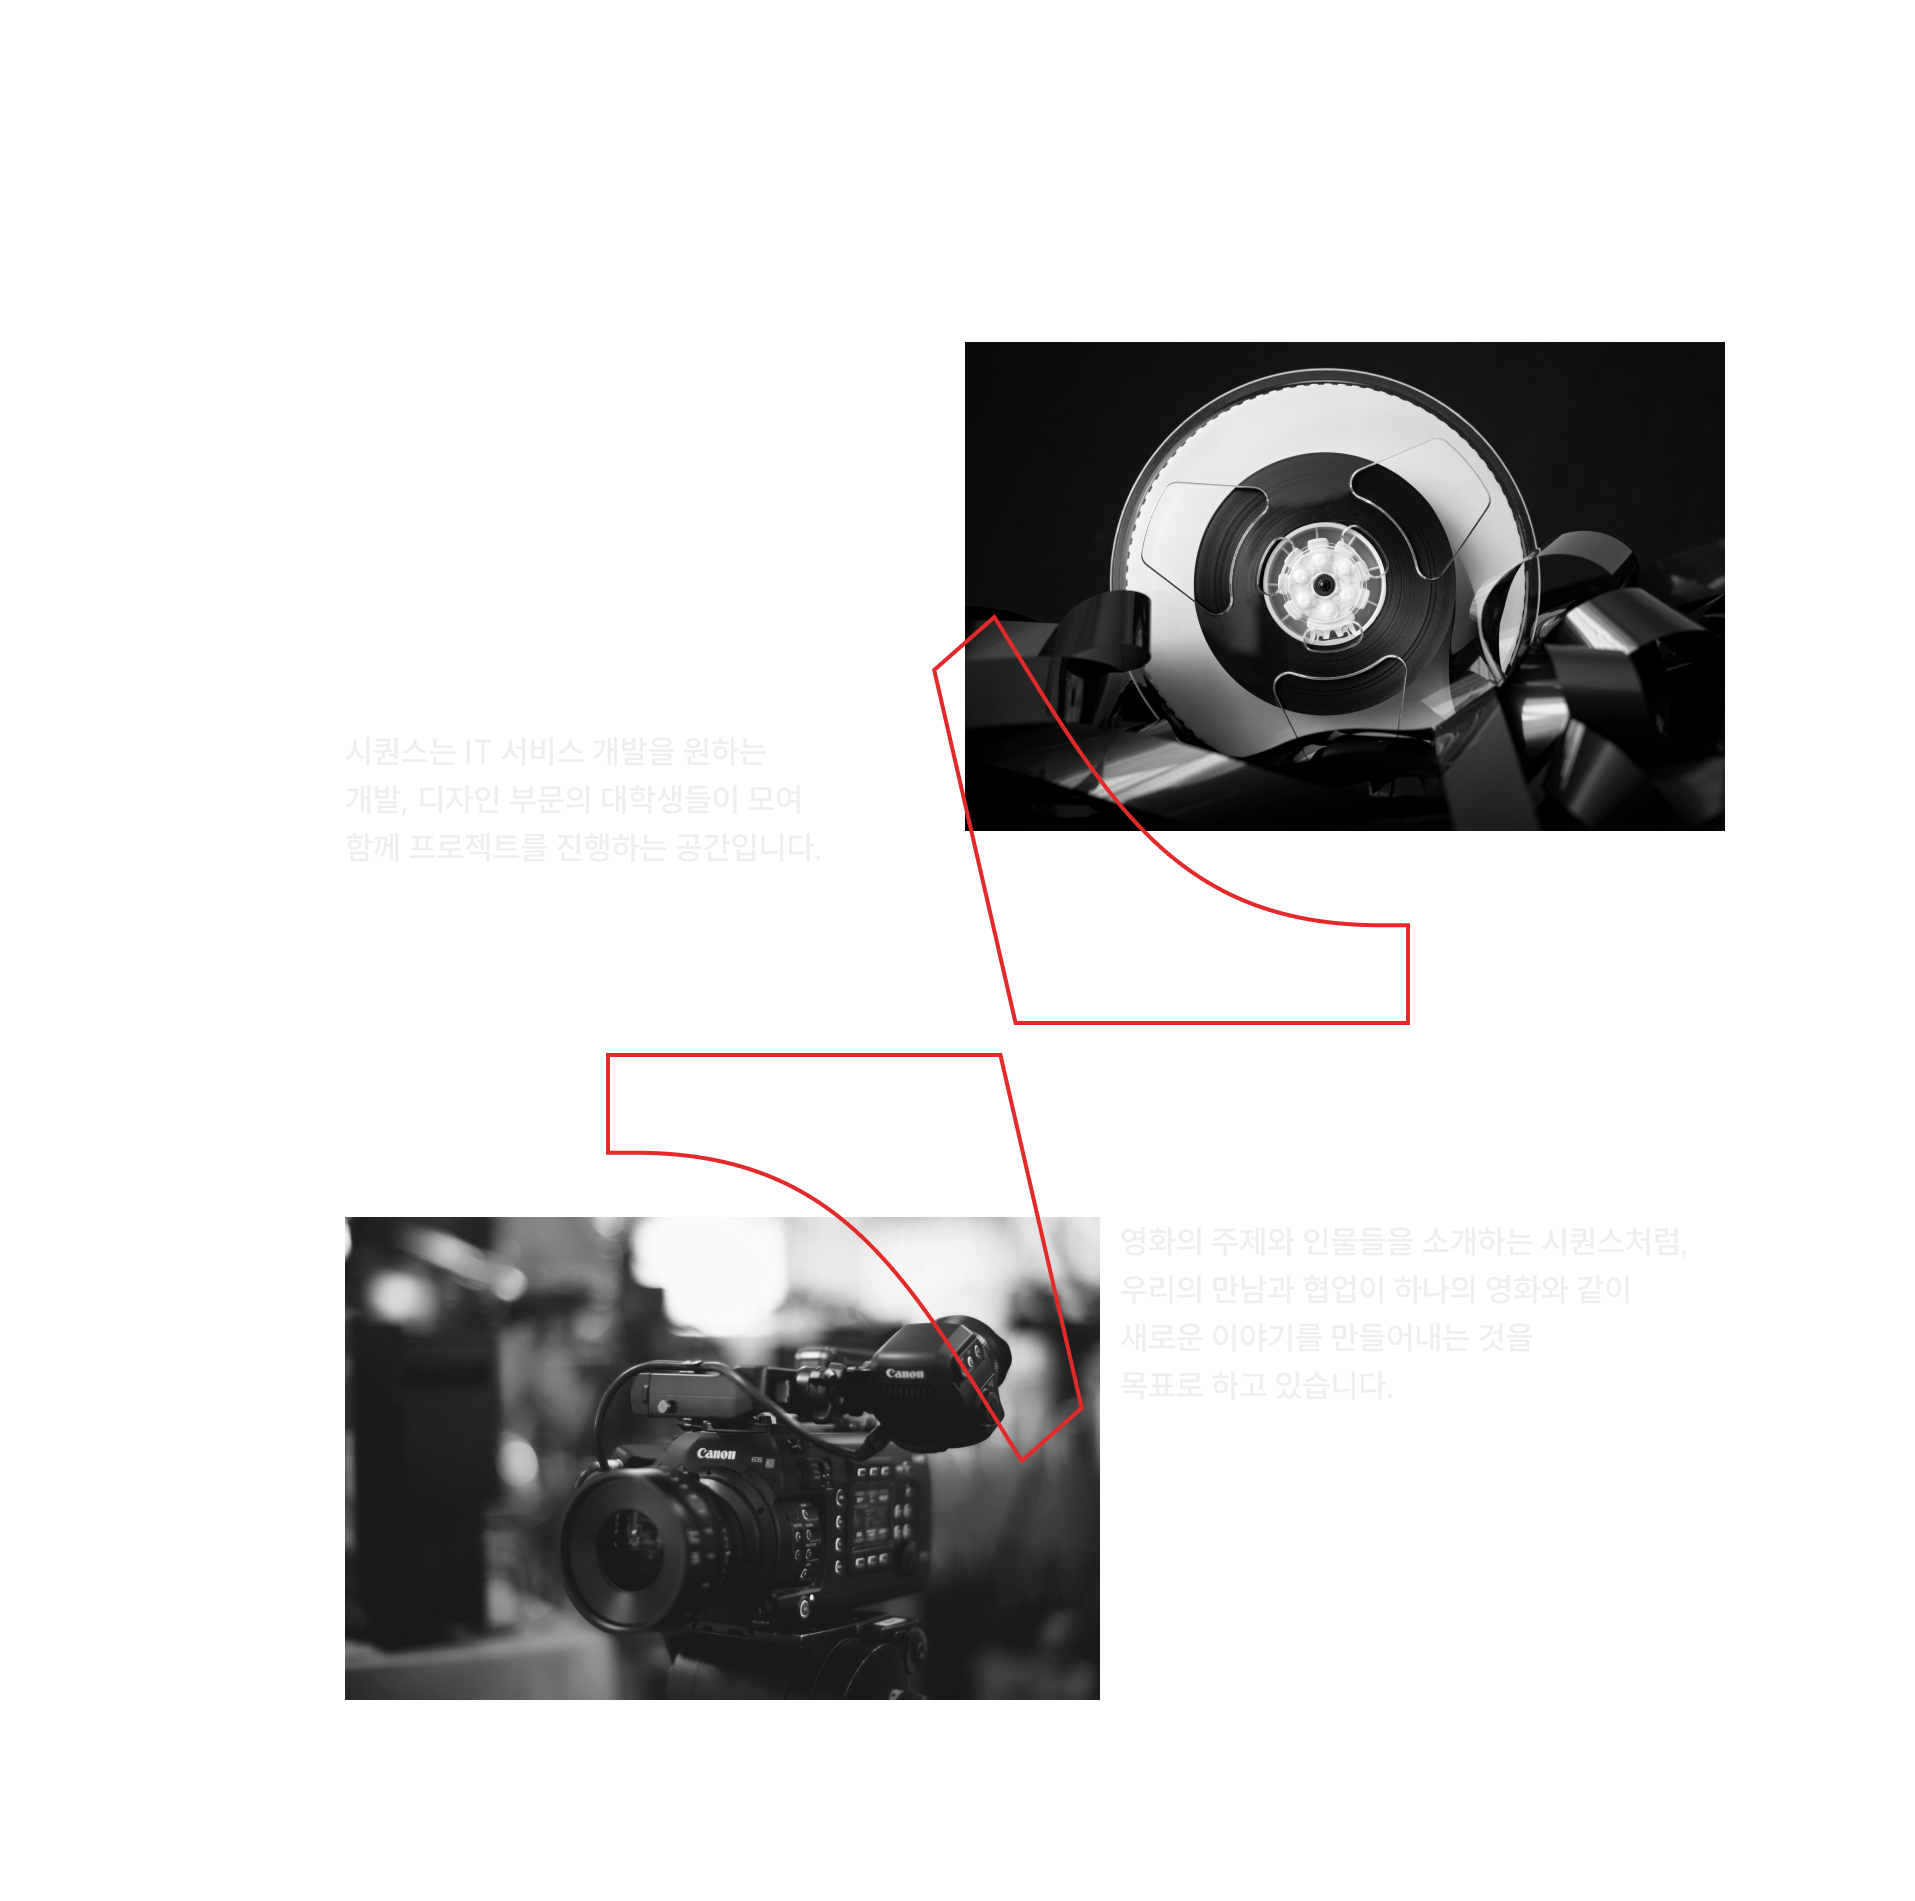 시퀀스는 IT 서비스 개발을 원하는
개발, 디자인 부문의 대학생들이 모여
함께 프로젝트를 진행하는 공간입니다.
영화의 주제와 인물들을 소개하는 시퀀스처럼,
우리의 만남과 협업이 하나의 영화와 같이
새로운 이야기를 만들어내는 것을
목표로 하고 있습니다.
Canon
Canon
EOS